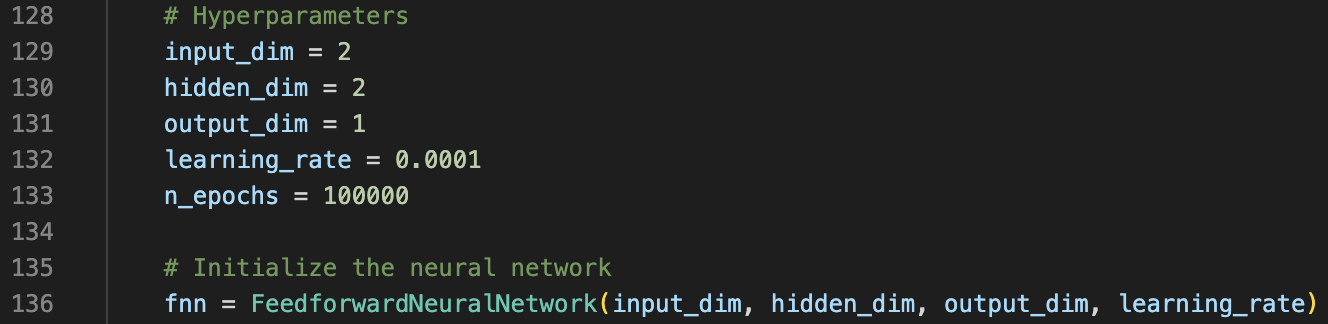 128 # Hyperparameters
129 input_dim = 2
130 hidden_dim = 2
131 output_dim = 1
132 learning_rate = 0.0001
133 n_epochs = 100000
134
135 # Initialize the neural network
136 fnn = FeedforwardNeuralNetwork(input_dim, hidden_dim, output_dim, learning_rate)